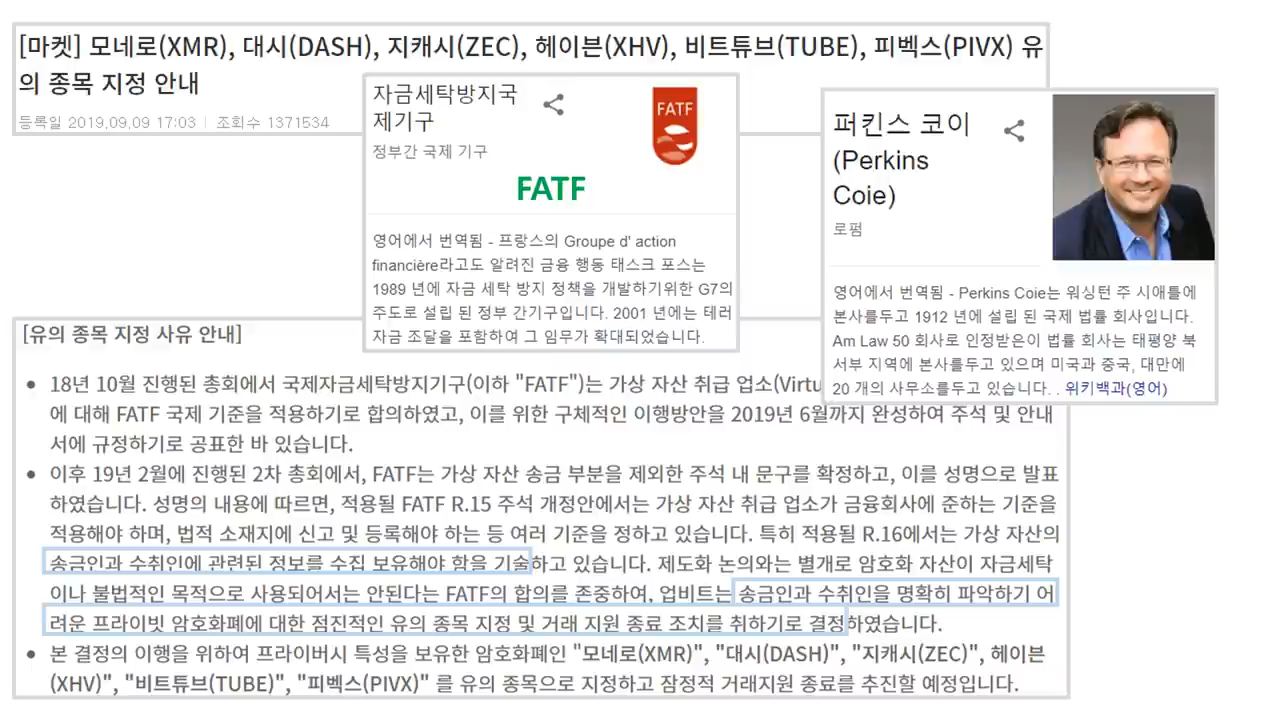 [마켓] 모네로(XMR), 대시(DASH), 지캐시(ZEC), 헤이븐(XHV), 비트튜브(TUBE), 피벡스(PIVX) 유
의 종목 지정 안내
등록일 2019.09.09 17:03 | 조회수 1371534
자금세탁방지국
제기구
정부간 국제 기구
FATF
FATF
영어에서 번역됨 - 프랑스의 Groupe d' action
financière라고도 알려진 금융 행동 태스크 포스는
1989 년에 자금 세탁 방지 정책을 개발하기위한 G7의
주도로 설립 된 정부 간기구입니다. 2001 년에는 테러
자금 조달을 포함하여 그 임무가 확대되었습니다.
퍼킨스 코이
(Perkins
Coie)
로펌
영어에서 번역됨 - Perkins Coie는 워싱턴 주 시애틀에
본사를두고 1912 년에 설립 된 국제 법률 회사입니다.
Am Law 50 회사로 인정받은이 법률 회사는 태평양 북
서부 지역에 본사를두고 있으며 미국과 중국, 대만에
20 개의 사무소를두고 있습니다. . 위키백과(영어)
[유의 종목 지정 사유 안내]
• 18년 10월 진행된 총회에서 국제자금세탁방지기구(이하 "FATF")는 가상 자산 취급 업소(Virtu
에 대해 FATF 국제 기준을 적용하기로 합의하였고, 이를 위한 구체적인 이행방안을 2019년 6월까지 완성하여 주석 및 안내
서에 규정하기로 공표한 바 있습니다.
• 이후 19년 2월에 진행된 2차 총회에서, FATF는 가상 자산 송금 부분을 제외한 주석 내 문구를 확정하고, 이를 성명으로 발표
하였습니다. 성명의 내용에 따르면, 적용될 FATF R.15 주석 개정안에서는 가상 자산 취급 업소가 금융회사에 준하는 기준을
적용해야 하며, 법적 소재지에 신고 및 등록해야 하는 등 여러 기준을 정하고 있습니다. 특히 적용될 R.16에서는 가상 자산의
송금인과 수취인에 관련된 정보를 수집 보유해야 함을 기술하고 있습니다. 제도화 논의와는 별개로 암호화 자산이 자금세탁
이나 불법적인 목적으로 사용되어서는 안된다는 FATF의 합의를 존중하여, 업비트는 송금인과 수취인을 명확히 파악하기 어
려운 프라이빗 암호화폐에 대한 점진적인 유의 종목 지정 및 거래 지원 종료 조치를 취하기로 결정하였습니다.
• 본 결정의 이행을 위하여 프라이버시 특성을 보유한 암호화폐인 "모네로(XMR)", "대시(DASH)", "지캐시(ZEC)", 헤이븐
(XHV)", "비트튜브(TUBE)", "피벡스(PIVX)" 를 유의 종목으로 지정하고 잠정적 거래지원 종료를 추진할 예정입니다.